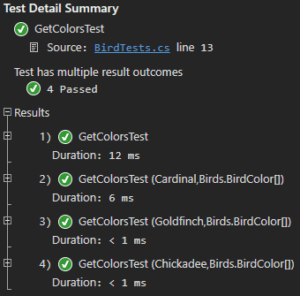 Test Detail Summary
GetColorsTest
Source: BirdTests.cs line 13
Test has multiple result outcomes
4 Passed
Results
1) GetColorsTest
Duration: 12 ms
2) GetColorsTest (Cardinal,Birds.BirdColor[])
Duration: 6 ms
3) GetColorsTest (Goldfinch,Birds.BirdColor[])
Duration: < 1 ms
4) GetColorsTest (Chickadee,Birds.BirdColor[])
Duration: < 1 ms